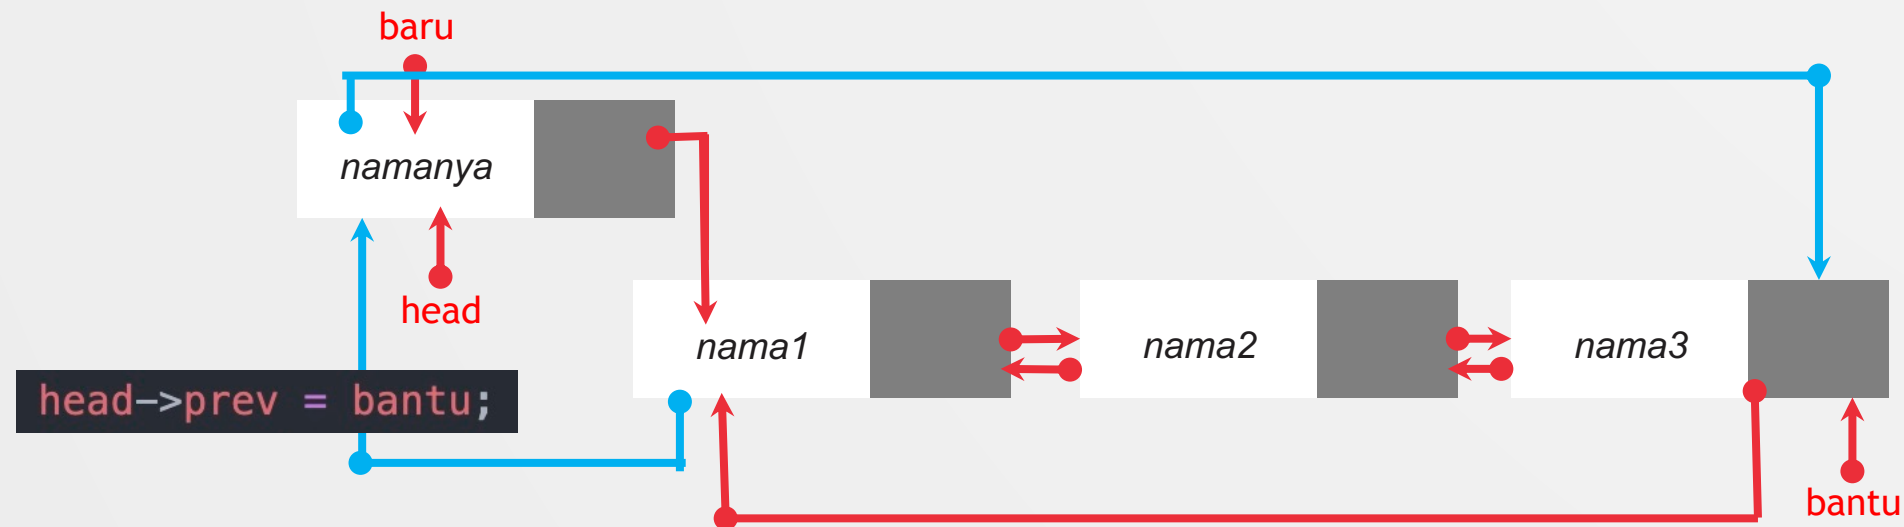 baru
namanya
head
nama1
nama2
nama3
head->prev = bantu;
bantu